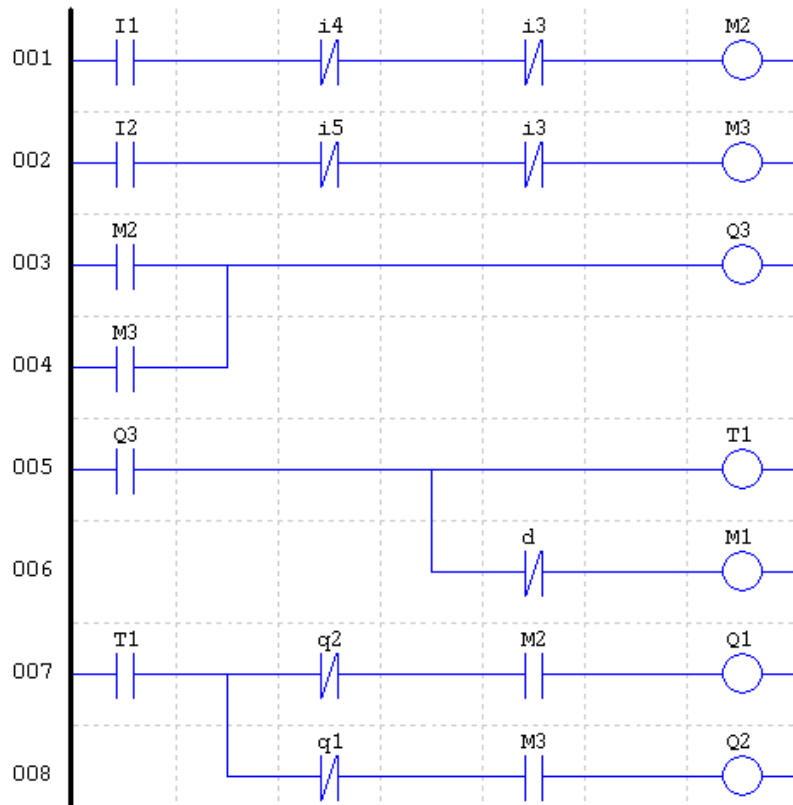 I1 i4 i3 M2
001
I2 i5 i3 M3
002
M2 Q3
003
M3
004
Q3 T1
005
d M1
006
T1 q2 M2 Q1
007
q1 M3 Q2
008